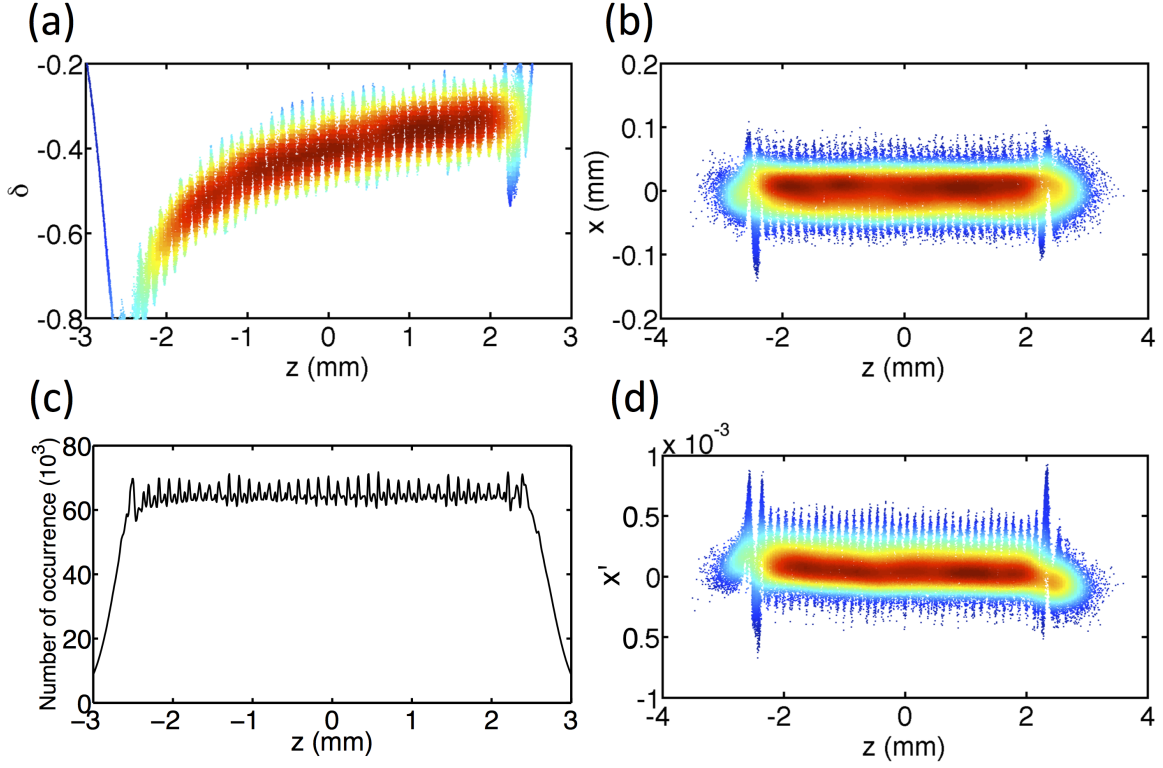 (a)
-0.2
-0.4
-0.6
-0.8
δ
-3 -2 -1 0 1 2 3
z (mm)
(b)
0.2
0.1
0
-0.1
-0.2
x (mm)
-4 -2 0 2 4
z (mm)
(c)
80
60
40
20
0
Number of occurrence (10³)
−3 −2 −1 0 1 2 3
z (mm)
(d)
x 10⁻³
1
0.5
0
0.5
-1
x'
-4 -2 0 2 4
z (mm)